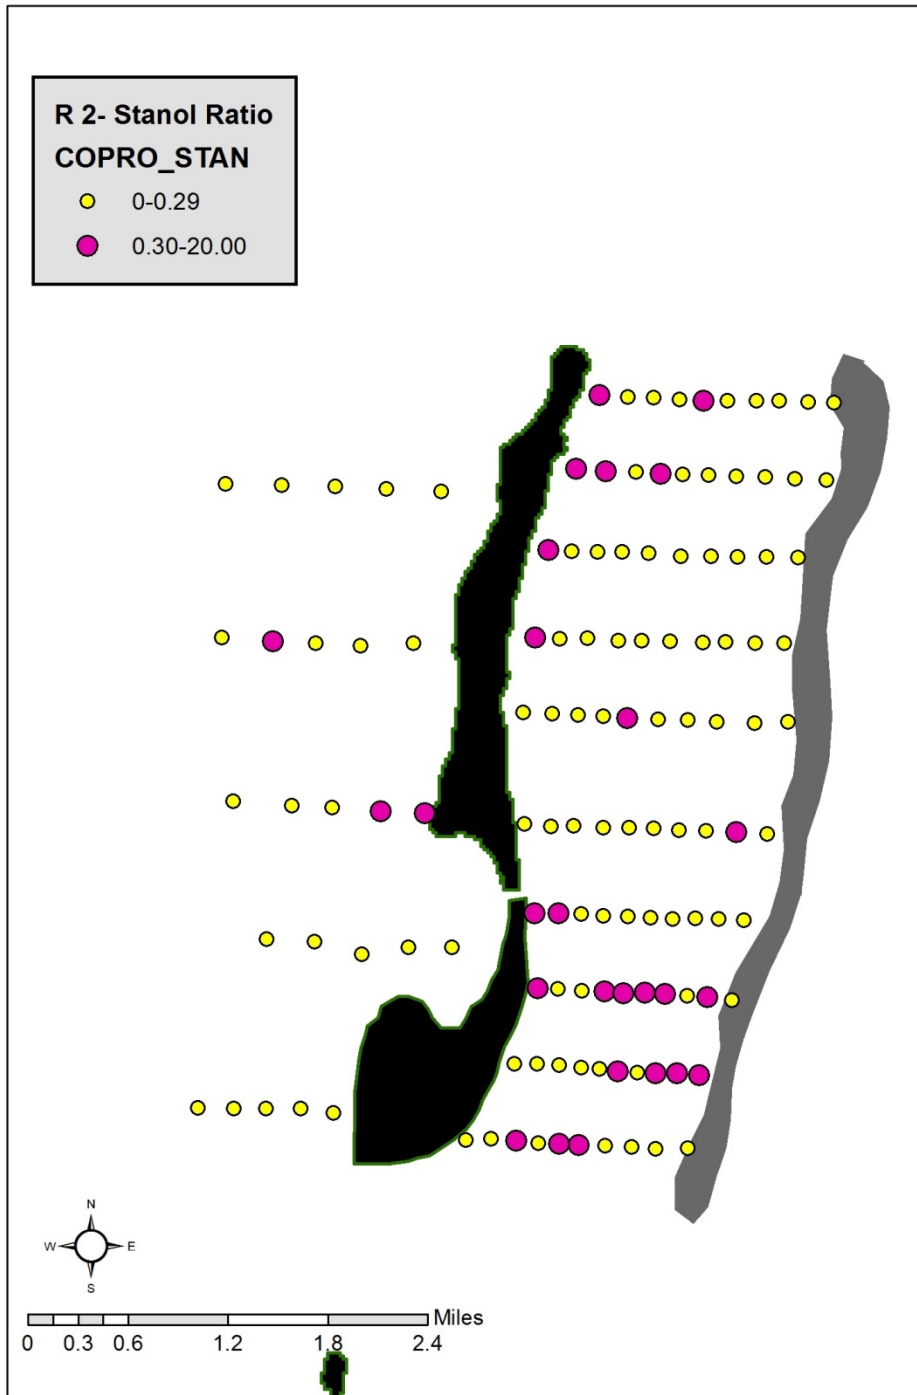 R 2- Stanol Ratio
COPRO_STAN
0-0.29
0.30-20.00
N
W E
S
Miles
0 0.3 0.6 1.2 1.8 2.4